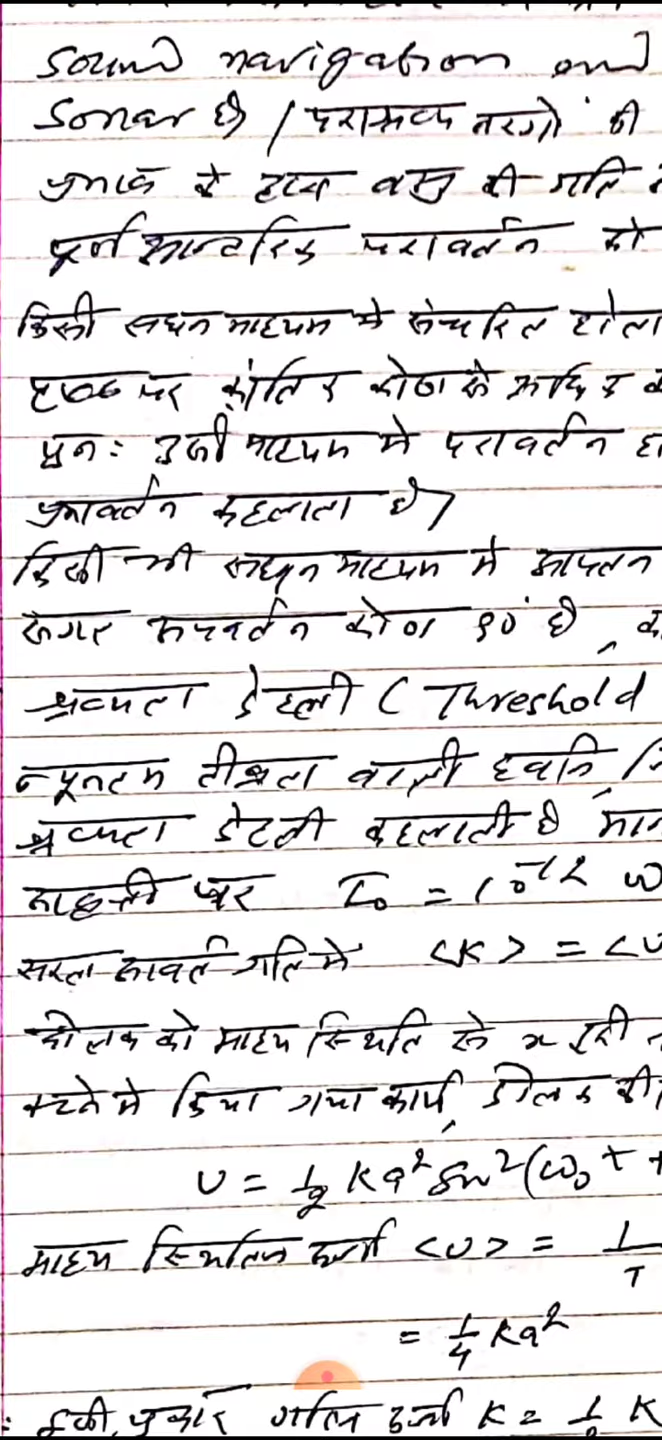 Sound navigation and
Sonar है / पराश्रव्य तरंगों की
से दृश्य वस्तु की गति
पूर्ण आन्तरिक परावर्तन को
किसी सघन माध्यम में संचरित होता
पृष्ठ पर क्रांतिक कोण से अधिक
पुनः उसी माध्यम में परावर्तन
परावर्तन कहलाता है /
किसी भी सघन माध्यम में आपतन
अगर अपवर्तन कोण 90° है,
श्रव्यता देहली ( Threshold
न्यूनतम तीव्रता वाली ध्वनि,
श्रव्यता देहली कहलाती है मान
आवृत्ति पर I₀ = 10⁻¹² w
सरल आवर्त गति में <K> = <U
दोलक को माध्य स्थिति से x दूरी
करने में किया गया कार्य, दोलक की
U = 1/2 Ka² Sin² (ω₀ t +
माध्य स्थितिज ऊर्जा <U> = 1/T
= 1/4 Ka²
इसी प्रकार गतिज ऊर्जा K = 1/2 K